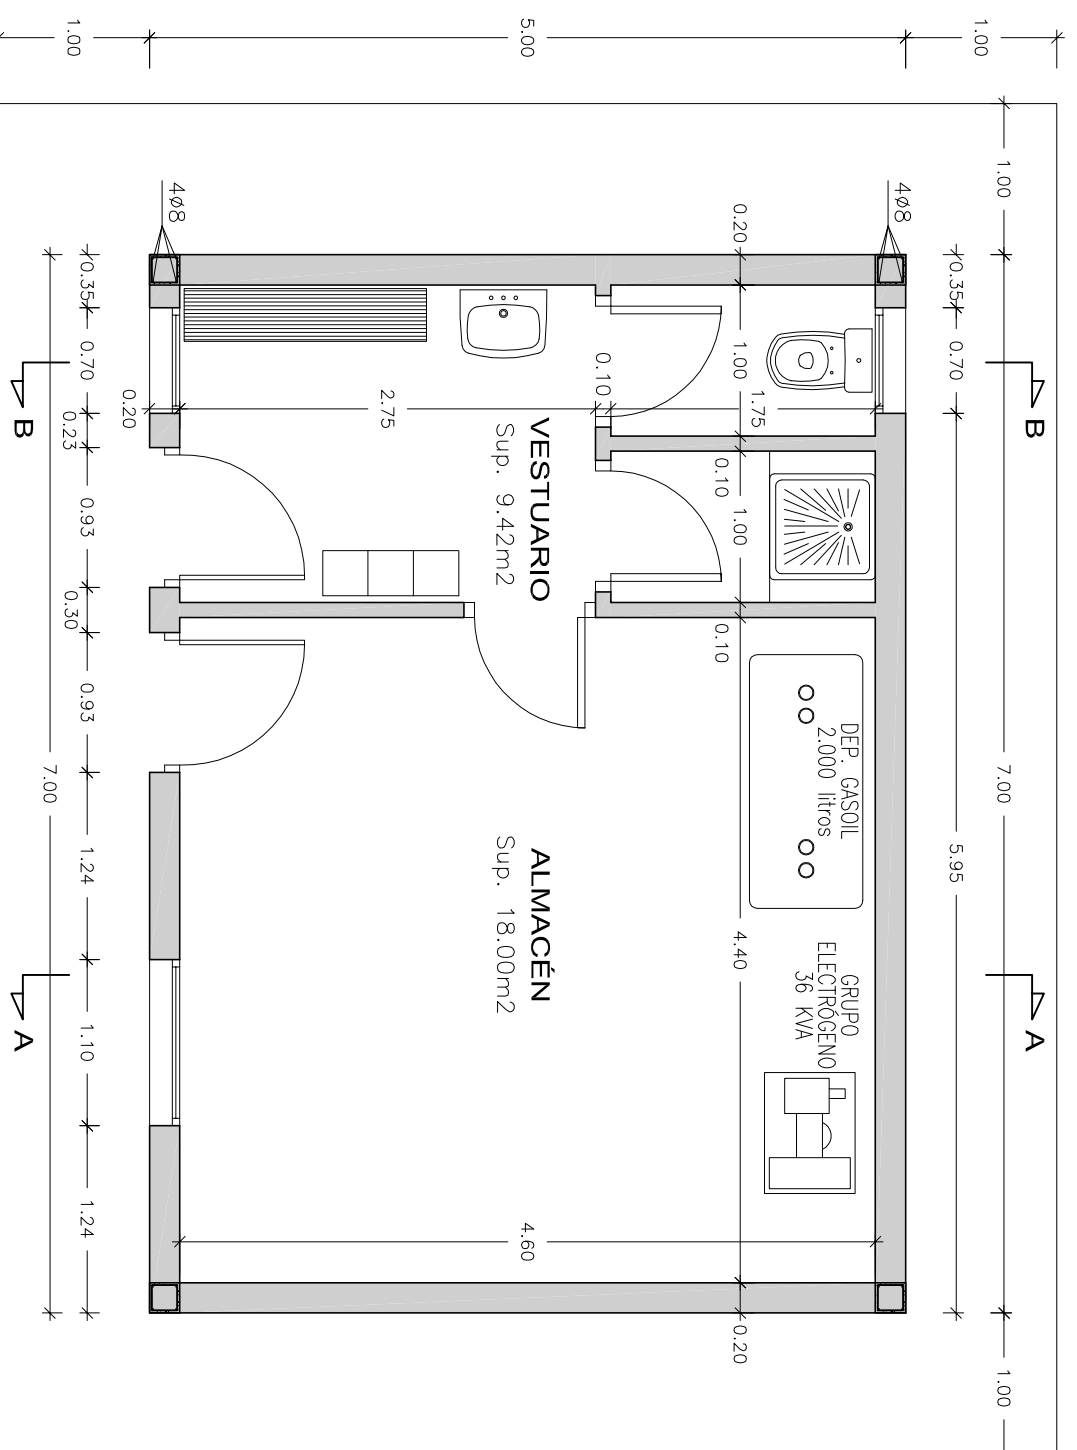 B
A
1.00
7.00
1.00
1.00
0.35
0.70
5.95
4ø8
DEP. GASOIL
2.000 litros
GRUPO
ELECTRÓGENO
36 KVA
1.75
0.20
1.00
0.10
1.00
0.10
4.40
0.20
0.10
VESTUARIO
Sup. 9.42m2
ALMACÉN
Sup. 18.00m2
5.00
4.60
2.75
4ø8
0.20
0.35
0.70
0.23
0.93
0.30
0.93
1.24
1.10
1.24
1.00
7.00
B
A